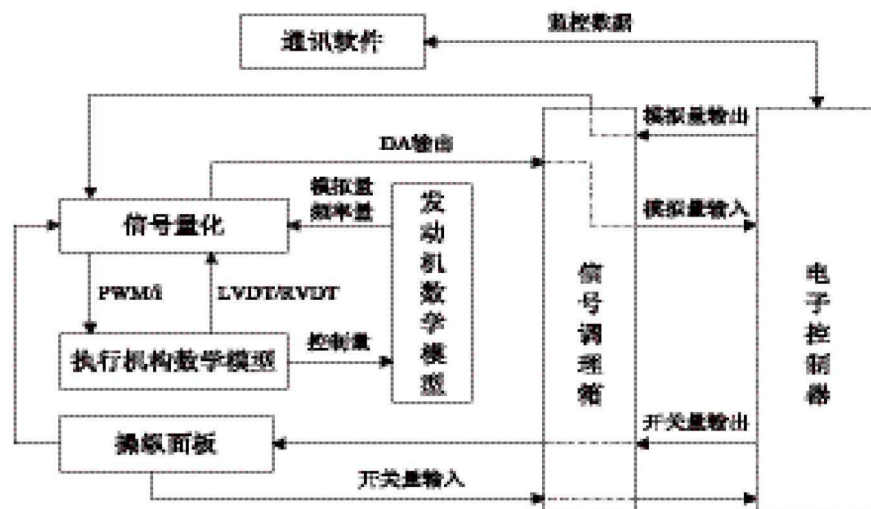 监控数据
通讯软件
模拟量输出
DA输出
模拟量
频率量
信号量化
模拟量输入
发动机数学模型
信号调理箱
电子控制器
PWM/i
LVDT/RVDT
执行机构数学模型
控制量
操纵面板
开关量输出
开关量输入